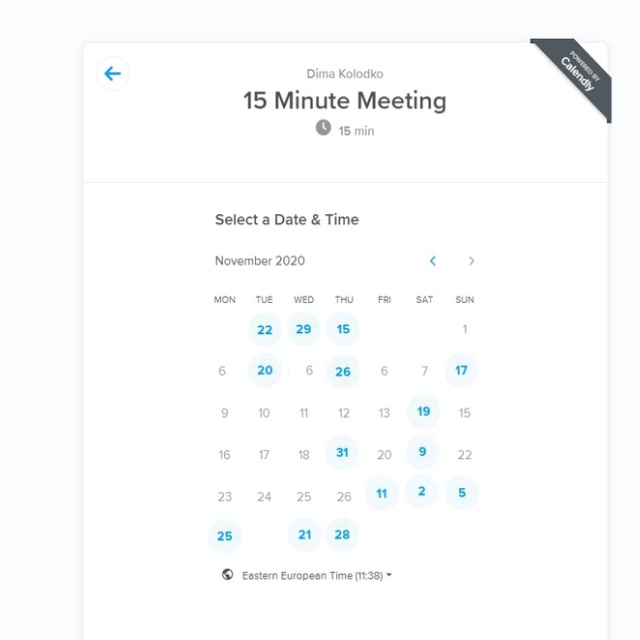 POWERED BY
Calendly
Dima Kolodko
15 Minute Meeting
15 min
Select a Date & Time
November 2020
MON TUE WED THU FRI SAT SUN
22 29 15 1
6 20 6 26 6 7 17
9 10 11 12 13 19 15
16 17 18 31 20 9 22
23 24 25 26 11 2 5
25 21 28
Eastern European Time (11:38)